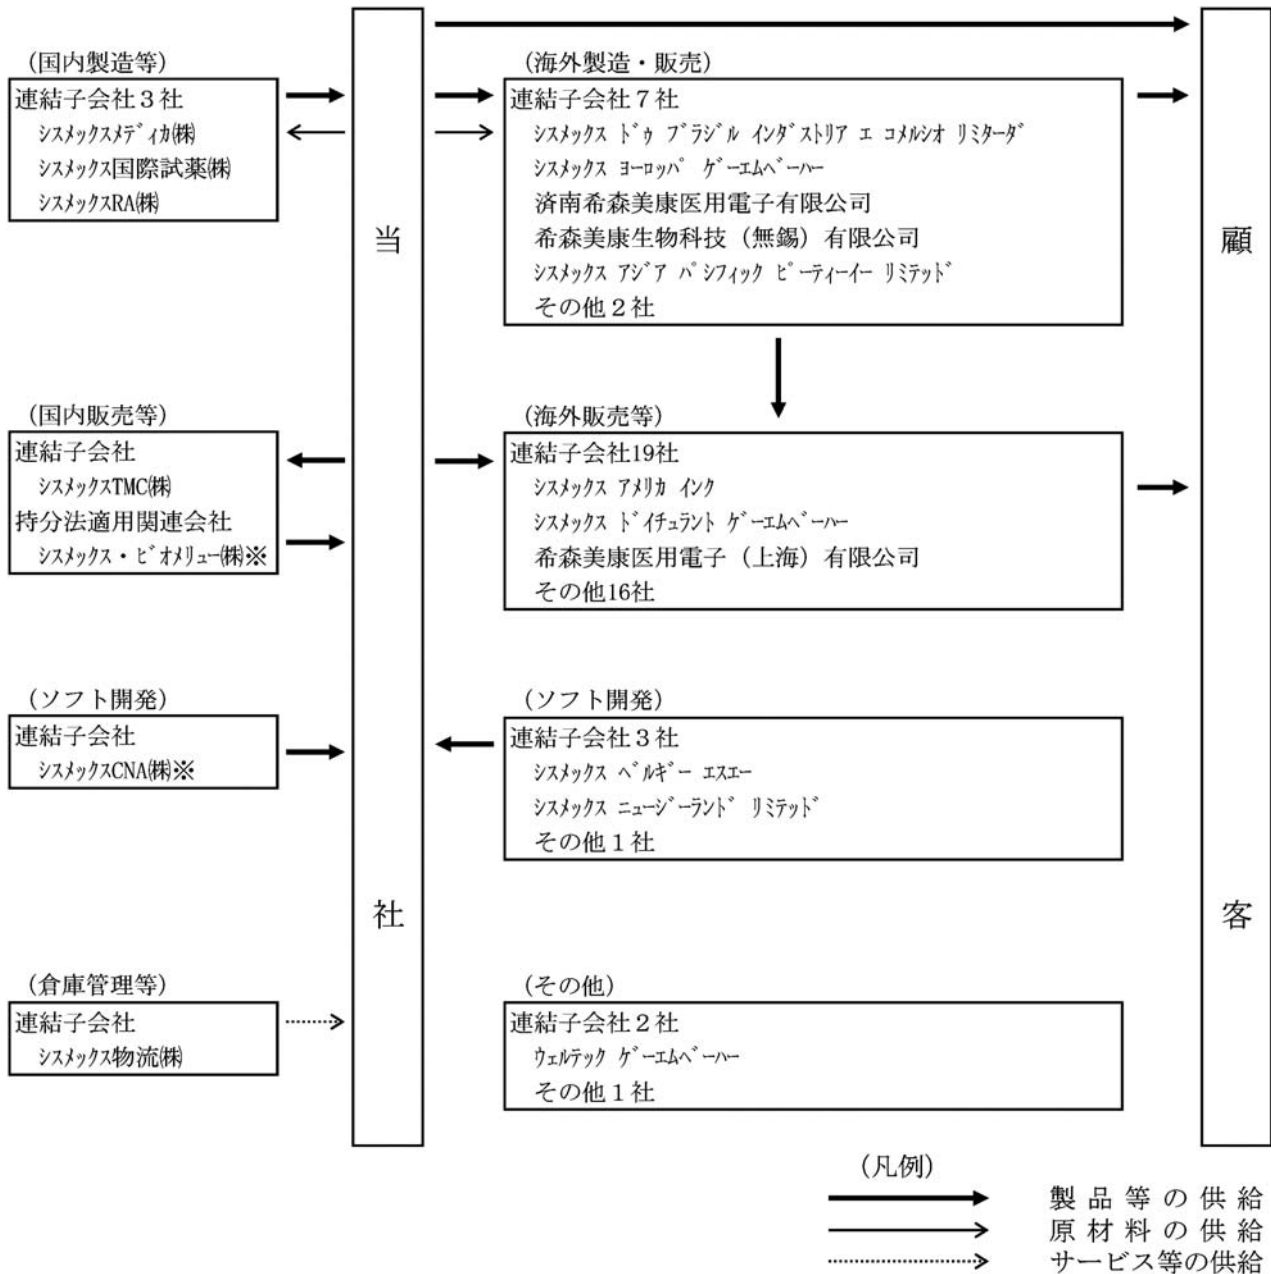 (国内製造等)
連結子会社３社
シスメックスメディカ㈱
シスメックス国際試薬㈱
シスメックスRA㈱
(国内販売等)
連結子会社
シスメックスTMC㈱
持分法適用関連会社
シスメックス・ビオメリュー㈱※
(ソフト開発)
連結子会社
シスメックスCNA㈱※
(倉庫管理等)
連結子会社
シスメックス物流㈱
当
社
(海外製造・販売)
連結子会社７社
シスメックス ドゥ ブラジル インダストリア エ コメルシオ リミターダ
シスメックス ヨーロッパ ゲーエムベーハー
済南希森美康医用電子有限公司
希森美康生物科技（無錫）有限公司
シスメックス アジア パシフィック ピーティーイー リミテッド
その他２社
(海外販売等)
連結子会社19社
シスメックス アメリカ インク
シスメックス ドイチュラント ゲーエムベーハー
希森美康医用電子（上海）有限公司
その他16社
(ソフト開発)
連結子会社３社
シスメックス ベルギー エスエー
シスメックス ニュージーランド リミテッド
その他１社
(その他)
連結子会社２社
ウェルテック ゲーエムベーハー
その他１社
顧
客
(凡例)
製品等の供給
原材料の供給
サービス等の供給